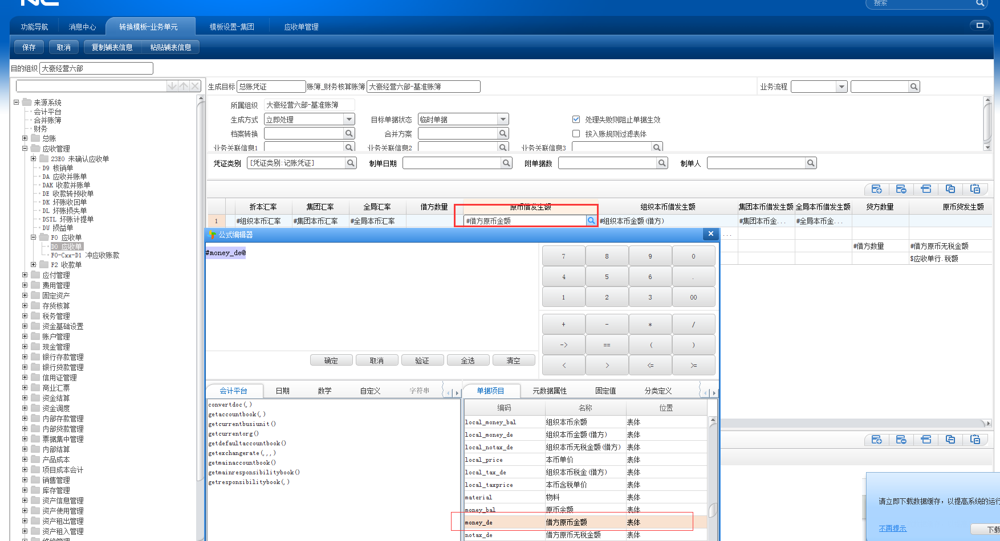 NC
搜索
功能导航 消息中心 转换模板-业务单元 模板设置-集团 应收单管理
保存 取消 复制辅表信息 粘贴辅表信息
目的组织 大豪经营六部
生成目标 总账凭证 账簿_财务核算账簿 大豪经营六部-基准账簿 业务流程
所属组织 大豪经营六部-基准账簿
生成方式 立即处理 目标单据状态 临时单据 处理失败则阻止单据生效
档案转换 合并方案 按入账规则过滤表体
业务关联信息1 业务关联信息2 业务关联信息3
凭证类别 [凭证类别:记账凭证] 制单日期 附单据数 制单人
折本汇率 集团汇率 全局汇率 借方数量 原币借发生额 组织本币借发生额 集团本币借发生额 全局本币借发生额 贷方数量 原币贷发生额
1 #组织本币汇率 #集团本币汇率 #全局本币汇率 #借方原币金额 #组织本币金额(借方) #集团本币金... #全局本币金...
...
#借方数量 #借方原币无税金额
$应收单行.税额
来源系统
会计平台
合并账簿
财务
总账
应收管理
23E0 未确认应收单
D9 核销单
DA 应收并账单
DAK 收款并账单
DE 收款转预收单
DK 坏账收回单
DL 坏账损失单
DSTL 坏账计提单
DU 损益单
F0 应收单
D0 应收单
F0-Cxx-D1 冲应收账款
F2 收款单
应付管理
费用管理
固定资产
存货核算
税务管理
资金基础设置
账户管理
现金管理
银行存款管理
银行贷款管理
信用证管理
商业汇票
资金结算
资金调度
内部存款管理
内部贷款管理
票据集中管理
内部结算
产品成本
项目成本会计
销售管理
库存管理
资产信息管理
资产使用管理
资产租出管理
资产租入管理
维修管理
公式编辑器
#money_de@
7 8 9 0
4 5 6 .
1 2 3 00
+ - * /
-> == ( )
< > <= >=
确定 取消 验证 全选 清空
会计平台 日期 数学 自定义 字符串
convertdoc(,)
getaccountbook(,)
getcurrentbusiunit()
getcurrentorg()
getdefaultaccountbook()
getexchangerate(,,,)
getmainaccountbook()
getmainresponsibilitybook()
getresponsibilitybook(,)
单据项目 元数据属性 固定值 分类定义
编码 名称 位置
local_money_bal 组织本币余额 表体
local_money_de 组织本币金额(借方) 表体
local_notax_de 组织本币无税金额(借方) 表体
local_price 本币单价 表体
local_tax_de 组织本币税金(借方) 表体
local_taxprice 本币含税单价 表体
material 物料 表体
money_bal 原币余额 表体
money_de 借方原币金额 表体
notax_de 借方原币无税金额 表体
请立即下载数据缓存，以提高系统的运行
不再提示 下载